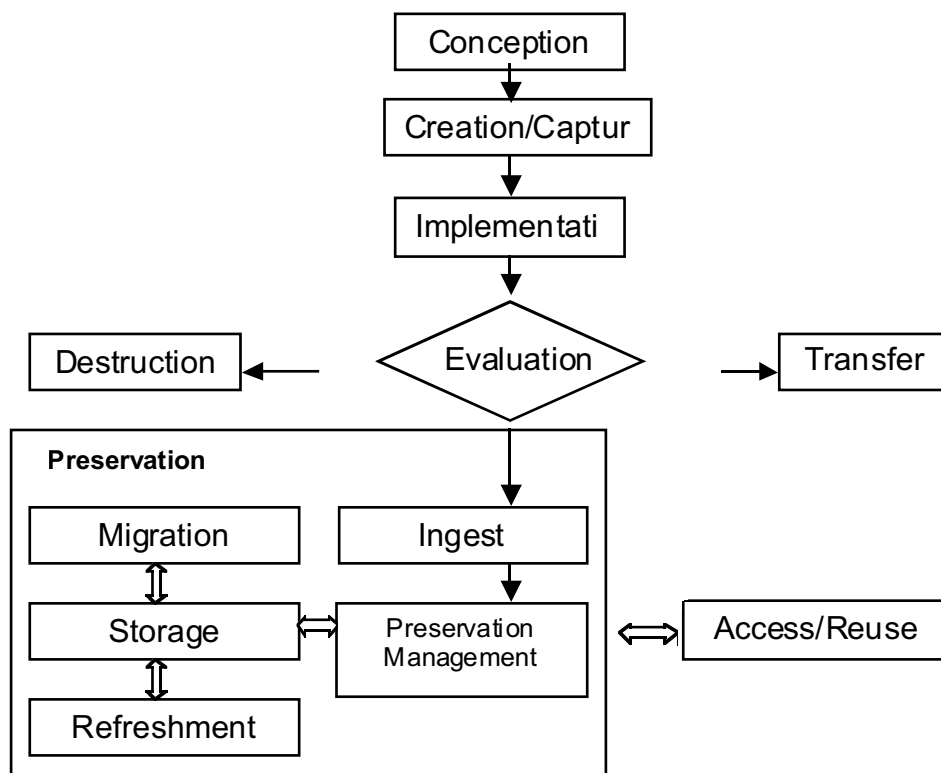 Conception
Creation/Captur
Implementati
Evaluation
Destruction
Transfer
Preservation
Migration
Ingest
Storage
Preservation
Management
Access/Reuse
Refreshment